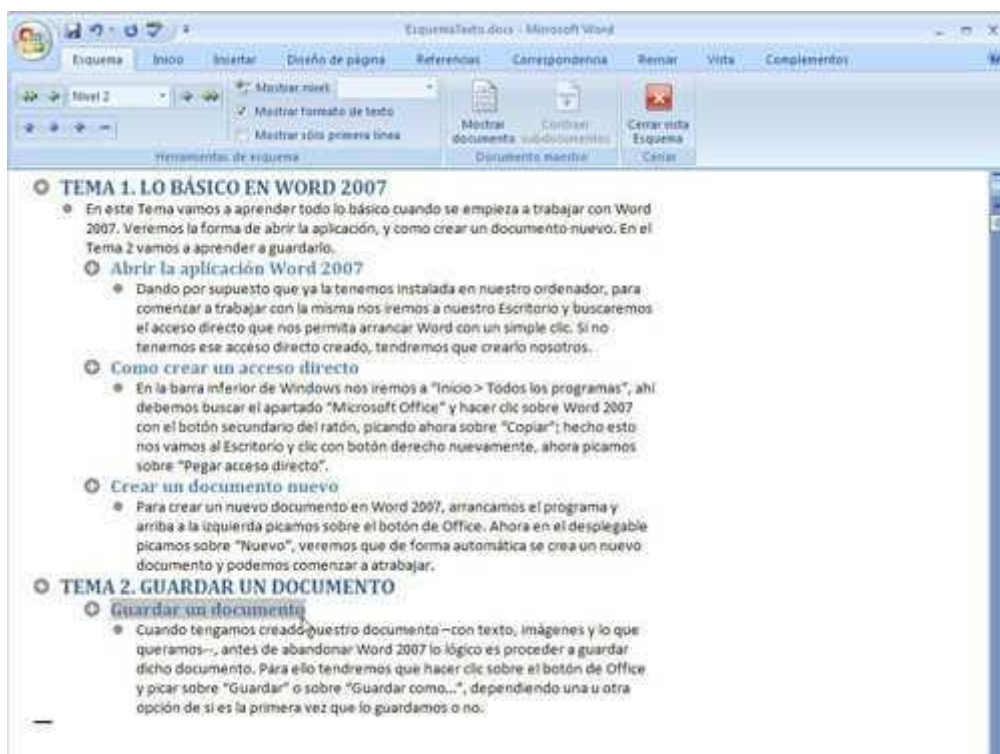 EsquemaTexto.docx - Microsoft Word
Esquema Inicio Insertar Diseño de página Referencias Correspondencia Revisar Vista Complementos
Nivel 2
Mostrar nivel:
Mostrar formato de texto
Mostrar sólo primera línea
Mostrar documento
Contraer subdocumentos
Cerrar vista Esquema
Herramientas de esquema
Documento maestro
Cerrar
TEMA 1. LO BÁSICO EN WORD 2007
En este Tema vamos a aprender todo lo básico cuando se empieza a trabajar con Word
2007. Veremos la forma de abrir la aplicación, y como crear un documento nuevo. En el
Tema 2 vamos a aprender a guardarlo.
Abrir la aplicación Word 2007
Dando por supuesto que ya la tenemos instalada en nuestro ordenador, para
comenzar a trabajar con la misma nos iremos a nuestro Escritorio y buscaremos
el acceso directo que nos permita arrancar Word con un simple clic. Si no
tenemos ese acceso directo creado, tendremos que crearlo nosotros.
Como crear un acceso directo
En la barra inferior de Windows nos iremos a "Inicio > Todos los programas", ahí
debemos buscar el apartado "Microsoft Office" y hacer clic sobre Word 2007
con el botón secundario del ratón, picando ahora sobre "Copiar"; hecho esto
nos vamos al Escritorio y clic con botón derecho nuevamente, ahora picamos
sobre "Pegar acceso directo".
Crear un documento nuevo
Para crear un nuevo documento en Word 2007, arrancamos el programa y
arriba a la izquierda picamos sobre el botón de Office. Ahora en el desplegable
picamos sobre "Nuevo", veremos que de forma automática se crea un nuevo
documento y podemos comenzar a atrabajar.
TEMA 2. GUARDAR UN DOCUMENTO
Guardar un documento
Cuando tengamos creado nuestro documento –con texto, imágenes y lo que
queramos–, antes de abandonar Word 2007 lo lógico es proceder a guardar
dicho documento. Para ello tendremos que hacer clic sobre el botón de Office
y picar sobre "Guardar" o sobre "Guardar como...", dependiendo una u otra
opción de si es la primera vez que lo guardamos o no.